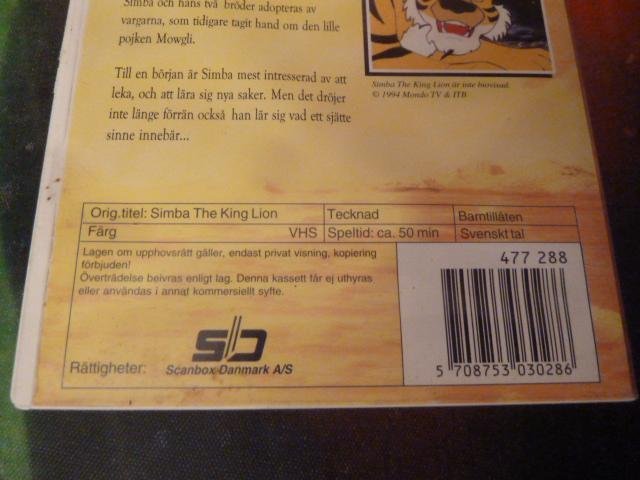 Simba och hans två bröder adopteras av
vargarna, som tidigare tagit hand om den lille
pojken Mowgli.
Till en början är Simba mest intresserad av att
leka, och att lära sig nya saker. Men det dröjer
inte länge förrän också han lär sig vad ett sjätte
sinne innebär...
Simba The King Lion är inte
© 1994 Mondo TV & ITB
Orig.titel: Simba The King Lion
Tecknad
Barntillåten
Färg VHS
Speltid: ca. 50 min
Svenskt tal
Lagen om upphovsrätt gäller, endast privat visning, kopiering
förbjuden!
Överträdelse beivras enligt lag. Denna kassett får ej uthyras
eller användas i annat kommersiellt syfte.
Rättigheter:
Scanbox Danmark A/S
477 288
5 708753 030286